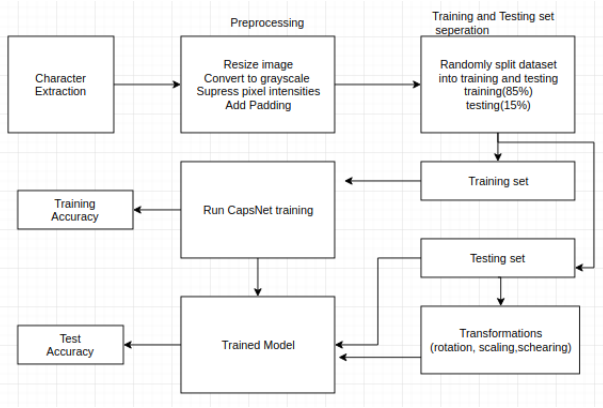 Preprocessing
Training and Testing set
seperation
Character
Extraction
Resize image
Convert to grayscale
Supress pixel intensities
Add Padding
Randomly split dataset
into training and testing
training(85%)
testing(15%)
Training set
Training
Accuracy
Run CapsNet training
Testing set
Test
Accuracy
Trained Model
Transformations
(rotation, scaling,schearing)